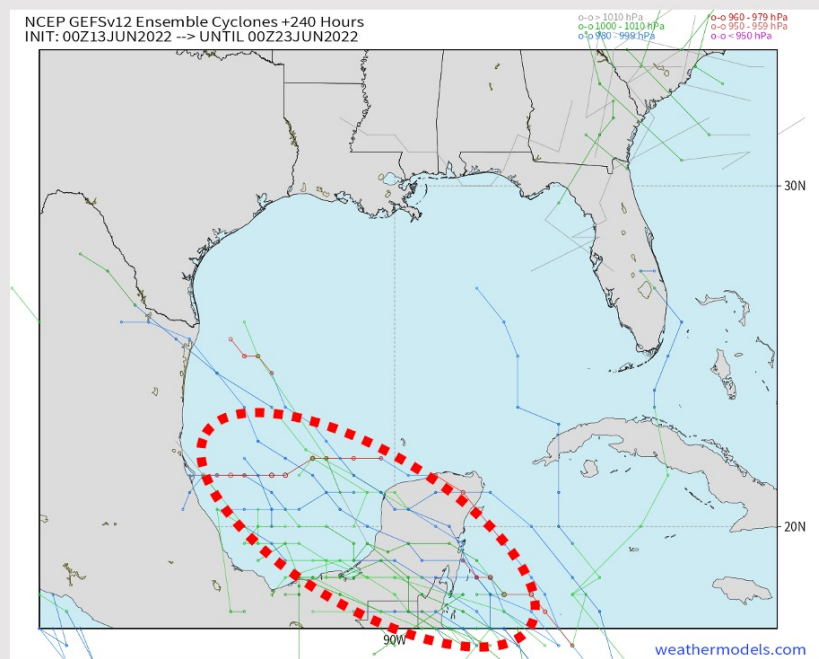 NCEP GEFSv12 Ensemble Cyclones +240 Hours
INIT: 00Z13JUN2022 --> UNTIL 00Z23JUN2022
o-o > 1010 hPa
o-o 1000 - 1010 hPa
o-o 980 - 999 hPa
o-o 960 - 979 hPa
o-o 950 - 959 hPa
o-o < 950 hPa
30N
20N
90W
weathermodels.com